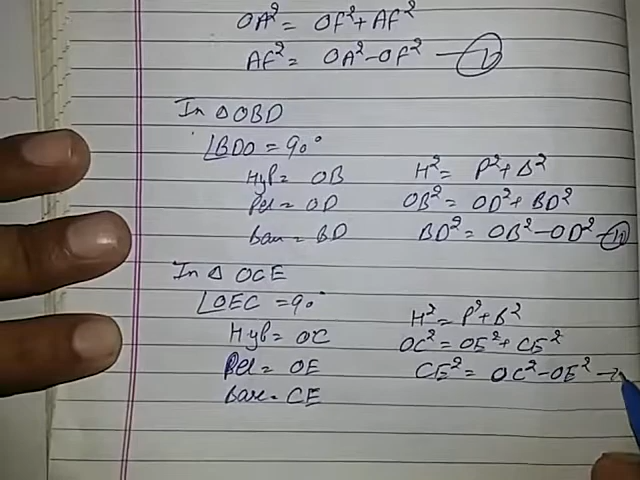 OA² = OF² + AF²
AF² = OA² - OF² — (I)
In △ OBD
∠BDO = 90°
Hyp = OB H² = P² + B²
Per = OD OB² = OD² + BD²
Base = BD BD² = OB² - OD² — (II)
In △ OCE
∠OEC = 90°
Hyp = OC H² = P² + B²
Per = OE OC² = OE² + CE²
Base = CE CE² = OC² - OE² —